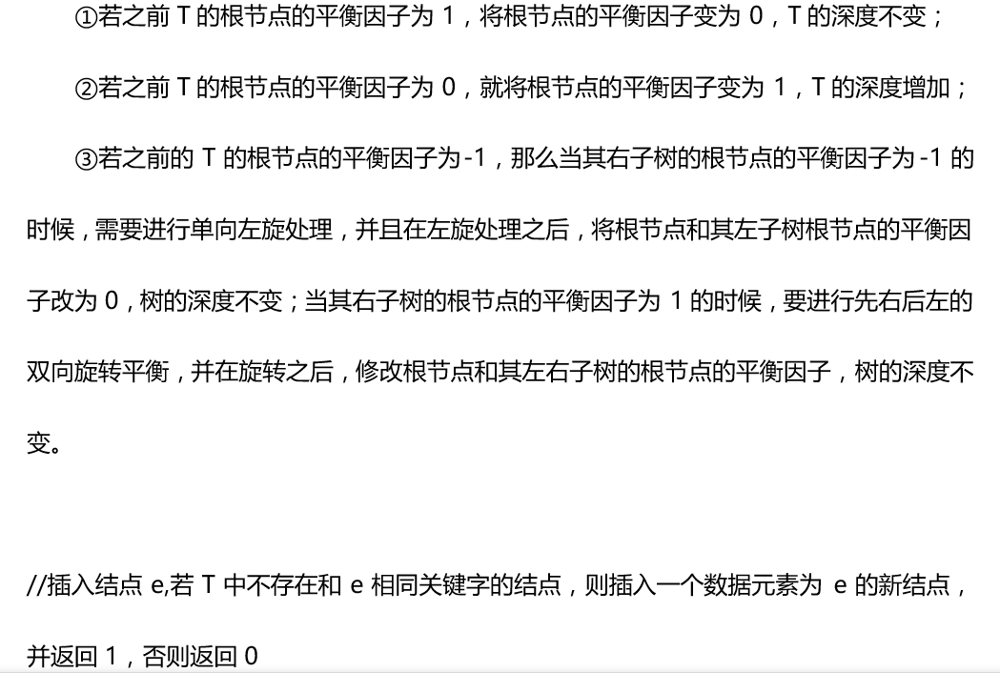 ①若之前 T 的根节点的平衡因子为 1，将根节点的平衡因子变为 0，T 的深度不变；
②若之前 T 的根节点的平衡因子为 0，就将根节点的平衡因子变为 1，T 的深度增加；
③若之前的 T 的根节点的平衡因子为-1，那么当其右子树的根节点的平衡因子为-1 的
时候，需要进行单向左旋处理，并且在左旋处理之后，将根节点和其左子树根节点的平衡因
子改为 0，树的深度不变；当其右子树的根节点的平衡因子为 1 的时候，要进行先右后左的
双向旋转平衡，并在旋转之后，修改根节点和其左右子树的根节点的平衡因子，树的深度不
变。
//插入结点 e,若 T 中不存在和 e 相同关键字的结点，则插入一个数据元素为 e 的新结点，
并返回 1，否则返回 0